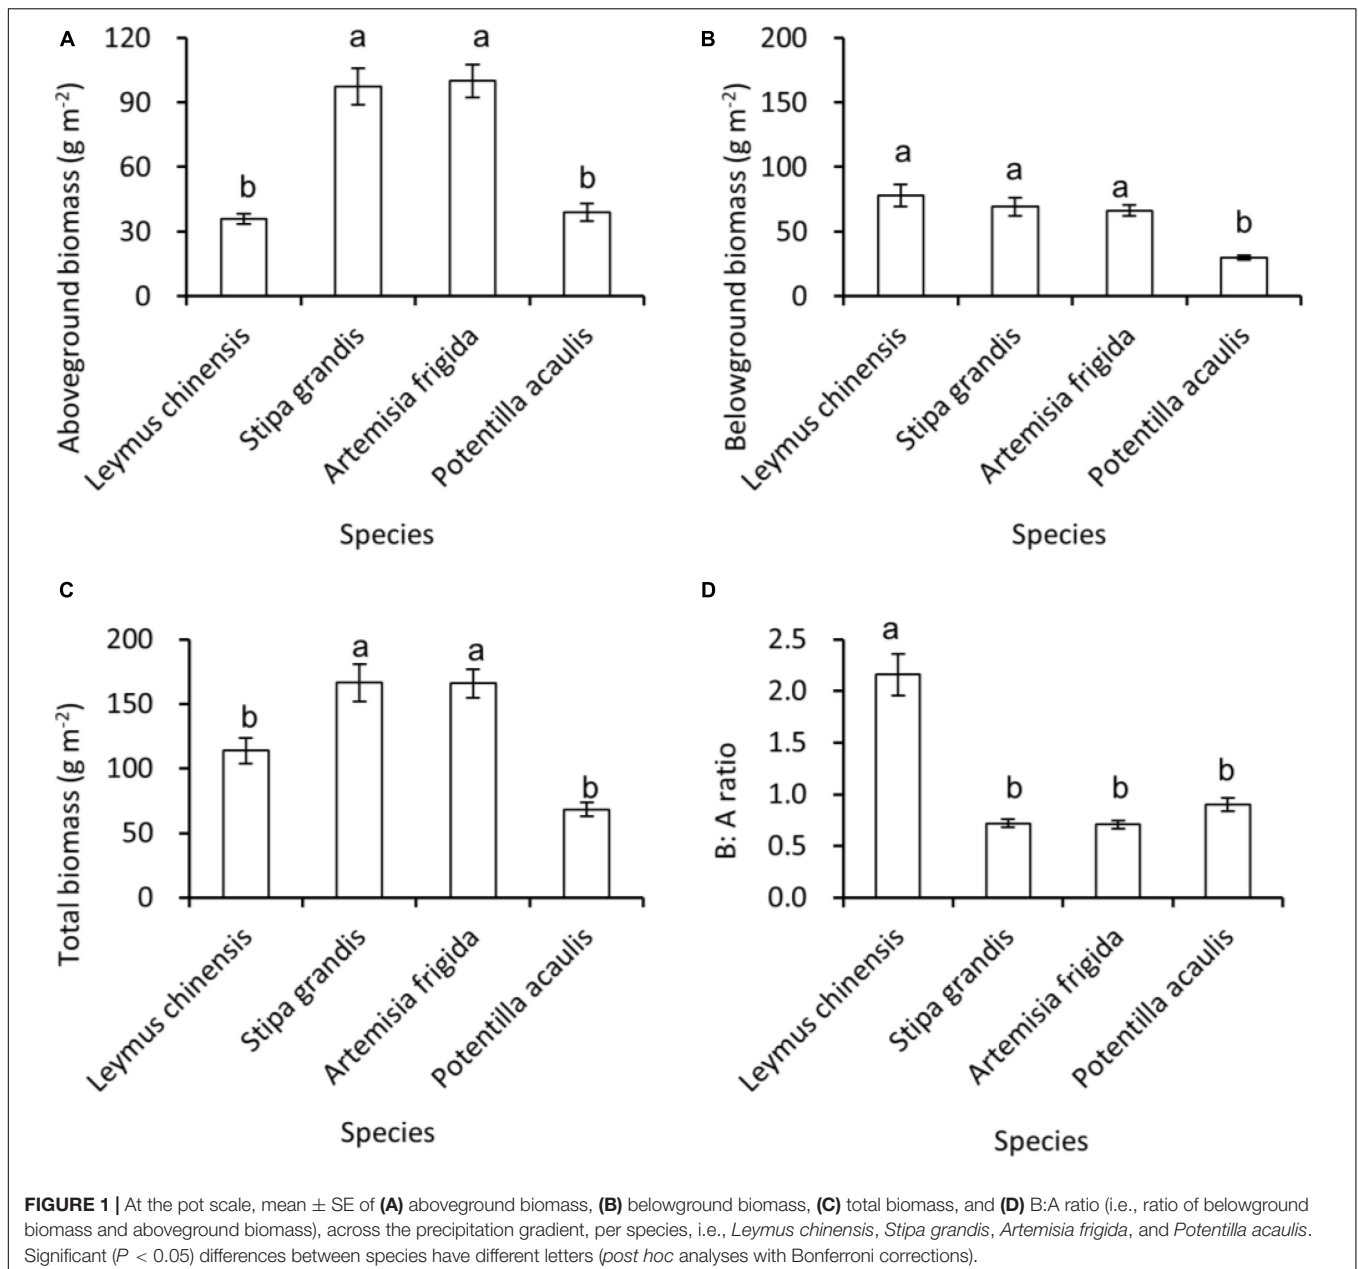 A
120
90
60
30
0
Aboveground biomass (g m-2)
b
a
a
b
Leymus chinensis
Stipa grandis
Artemisia frigida
Potentilla acaulis
Species
B
200
150
100
50
0
Belowground biomass (g m-2)
a
a
a
b
Leymus chinensis
Stipa grandis
Artemisia frigida
Potentilla acaulis
Species
C
200
150
100
50
0
Total biomass (g m-2)
b
a
a
b
Leymus chinensis
Stipa grandis
Artemisia frigida
Potentilla acaulis
Species
D
2.5
2.0
1.5
1.0
0.5
0.0
B: A ratio
a
b
b
b
Leymus chinensis
Stipa grandis
Artemisia frigida
Potentilla acaulis
Species
FIGURE 1 | At the pot scale, mean ± SE of (A) aboveground biomass, (B) belowground biomass, (C) total biomass, and (D) B:A ratio (i.e., ratio of belowground
biomass and aboveground biomass), across the precipitation gradient, per species, i.e., Leymus chinensis, Stipa grandis, Artemisia frigida, and Potentilla acaulis.
Significant (P < 0.05) differences between species have different letters (post hoc analyses with Bonferroni corrections).